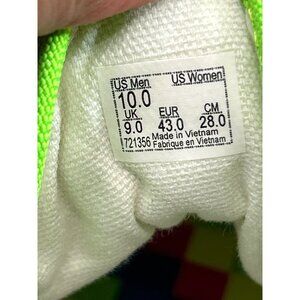 US Men US Women
10.0
UK EUR CM
9.0 43.0 28.0
721356 Made in Vietnam
Fabrique en Vietnam